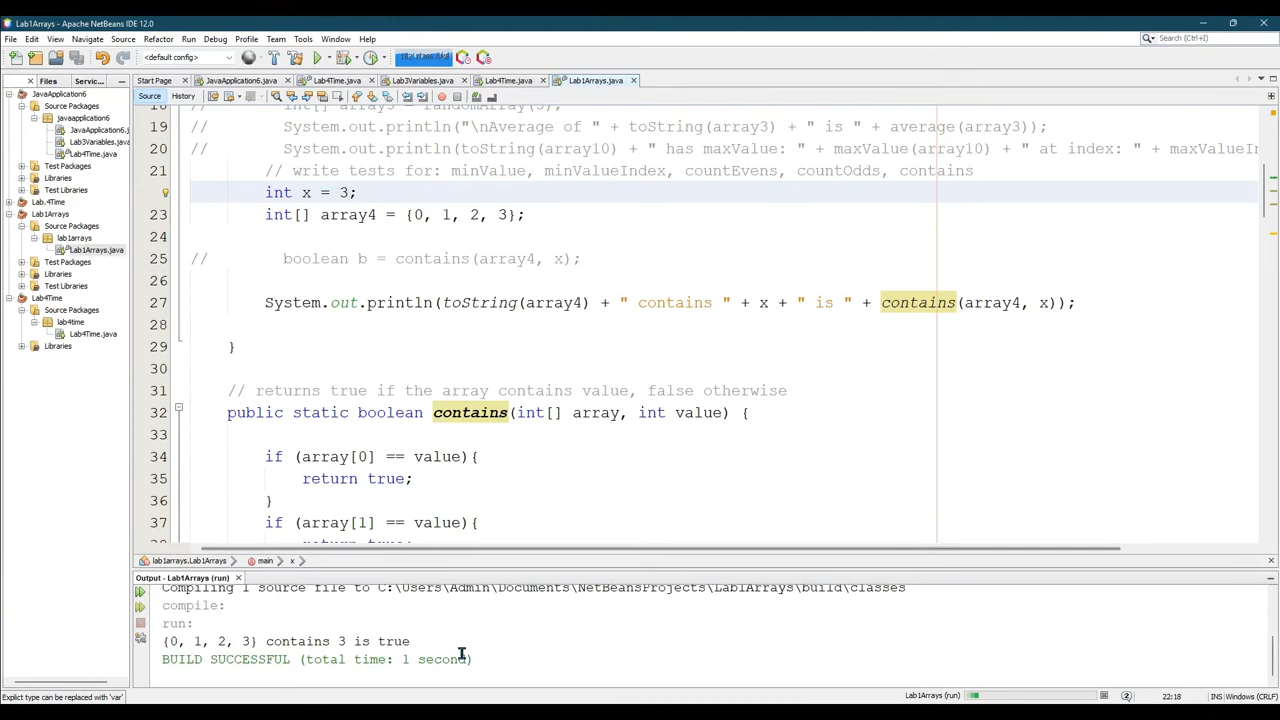 Lab1Arrays - Apache NetBeans IDE 12.0
File Edit View Navigate Source Refactor Run Debug Profile Team Tools Window Help
Search (Ctrl+I)
<default config>
Files Servic...
Start Page JavaApplication6.java Lab4Time.java Lab3Variables.java Lab4Time.java Lab1Arrays.java
Source History
JavaApplication6
Source Packages
javaapplication6
JavaApplication6.j
Lab3Variables.java
Lab4Time.java
Test Packages
Libraries
Test Libraries
Lab.4Time
Lab1Arrays
Source Packages
lab1arrays
Lab1Arrays.java
Test Packages
Libraries
Test Libraries
Lab4Time
Source Packages
lab4time
Lab4Time.java
Libraries
19 // System.out.println("\nAverage of " + toString(array3) + " is " + average(array3));
20 // System.out.println(toString(array10) + " has maxValue: " + maxValue(array10) + " at index: " + maxValueIn
21 // write tests for: minValue, minValueIndex, countEvens, countOdds, contains
int x = 3;
23 int[] array4 = {0, 1, 2, 3};
24
25 // boolean b = contains(array4, x);
26
27 System.out.println(toString(array4) + " contains " + x + " is " + contains(array4, x));
28
29 }
30
31 // returns true if the array contains value, false otherwise
32 public static boolean contains(int[] array, int value) {
33
34 if (array[0] == value){
35 return true;
36 }
37 if (array[1] == value){
return true;
lab1arrays.Lab1Arrays main x
Output - Lab1Arrays (run)
Compiling 1 source file to C:\Users\Admin\Documents\NetBeansProjects\Lab1Arrays\build\classes
compile:
run:
{0, 1, 2, 3} contains 3 is true
BUILD SUCCESSFUL (total time: 1 second)
Explict type can be replaced with 'var'
Lab1Arrays (run)
2
22:18
INS Windows (CRLF)